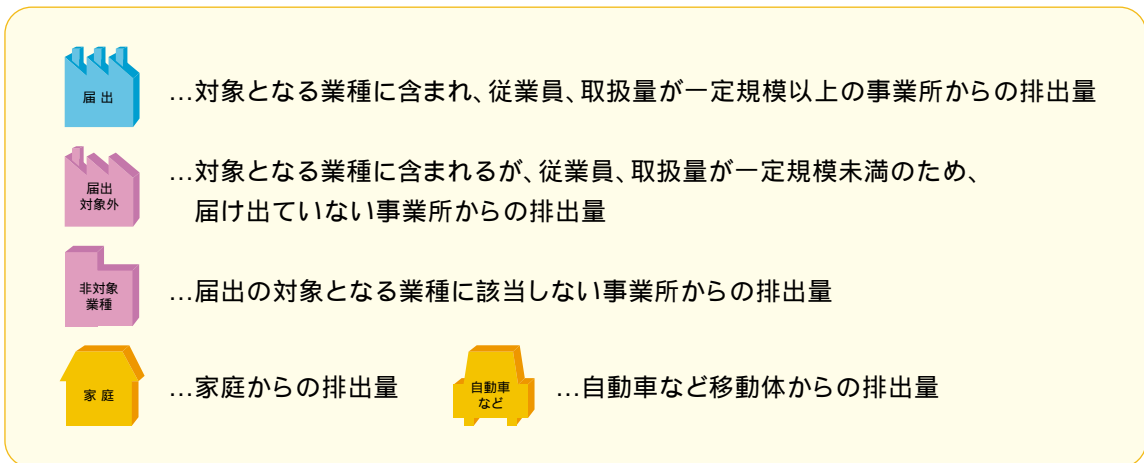 届出
…対象となる業種に含まれ、従業員、取扱量が一定規模以上の事業所からの排出量
届出
対象外
…対象となる業種に含まれるが、従業員、取扱量が一定規模未満のため、
届け出ていない事業所からの排出量
非対象
業種
…届出の対象となる業種に該当しない事業所からの排出量
家庭
…家庭からの排出量
自動車
など
…自動車など移動体からの排出量